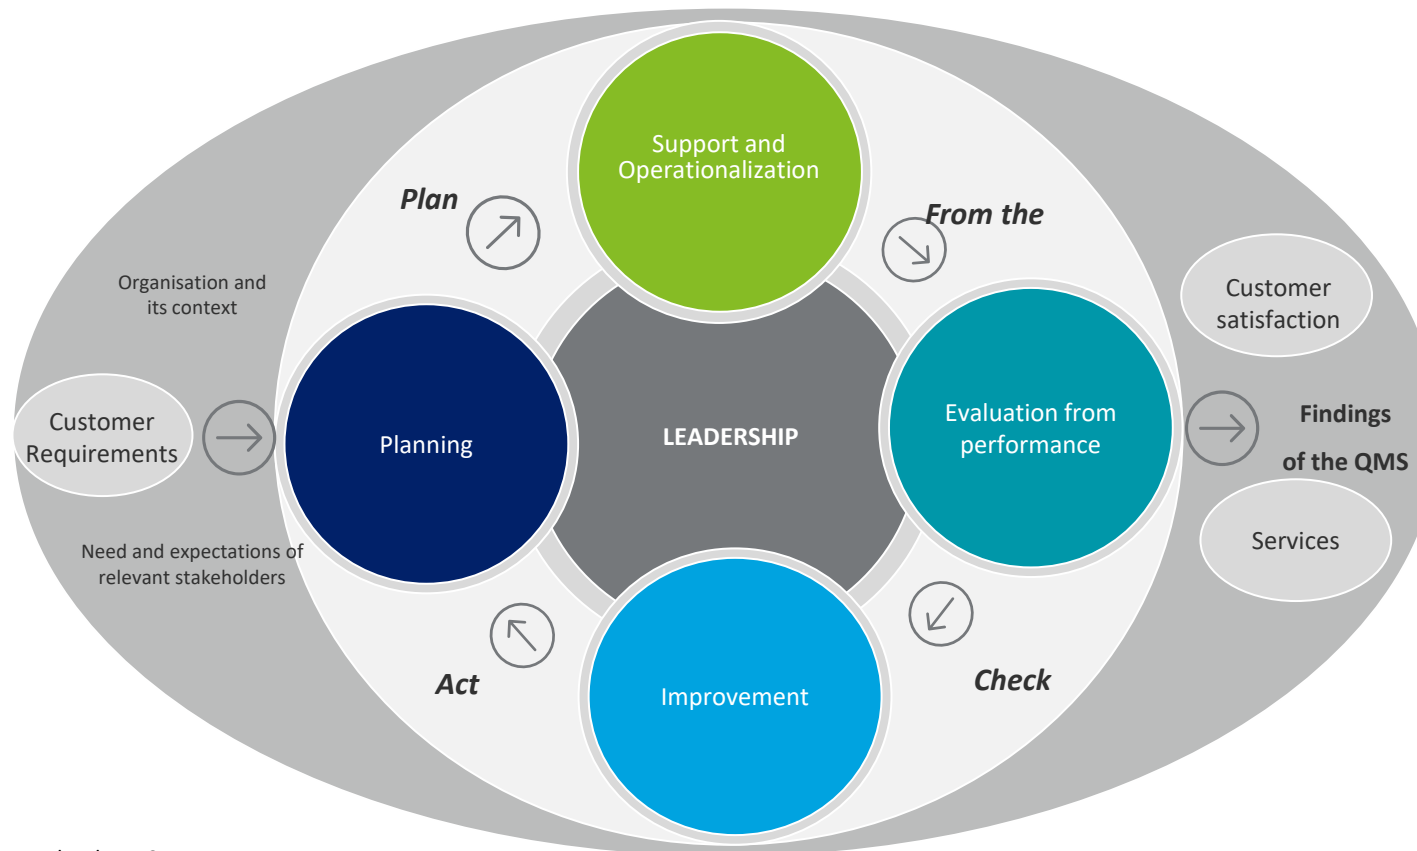 Support and
Operationalization
Plan
From the
Organisation and
its context
Customer
satisfaction
Customer
Requirements
Planning
LEADERSHIP
Evaluation from
performance
Findings
of the QMS
Need and expectations of
relevant stakeholders
Services
Act
Improvement
Check